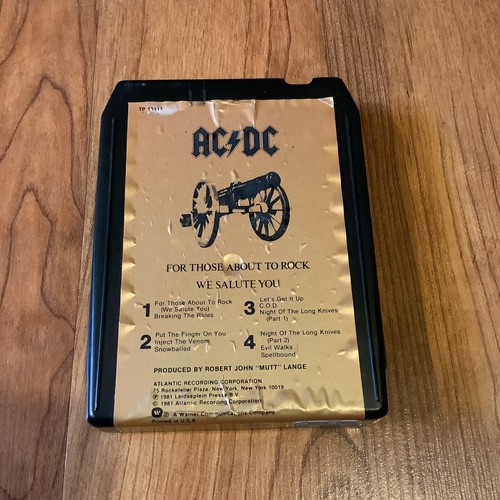 TP 11111
AC⚡DC
FOR THOSE ABOUT TO ROCK
WE SALUTE YOU
1 For Those About To Rock
(We Salute You)
Breaking The Rules
2 Put The Finger On You
Inject The Venom
Snowballed
3 Let's Get It Up
C.O.D.
Night Of The Long Knives
(Part 1)
4 Night Of The Long Knives
(Part 2)
Evil Walks
Spellbound
PRODUCED BY ROBERT JOHN "MUTT" LANGE
ATLANTIC RECORDING CORPORATION
75 Rockefeller Plaza, New York, New York 10019
℗ 1981 Leidseplein Presse B.V.
© 1981 Atlantic Recording Corporation
A Warner Communications Company
Printed in U.S.A.